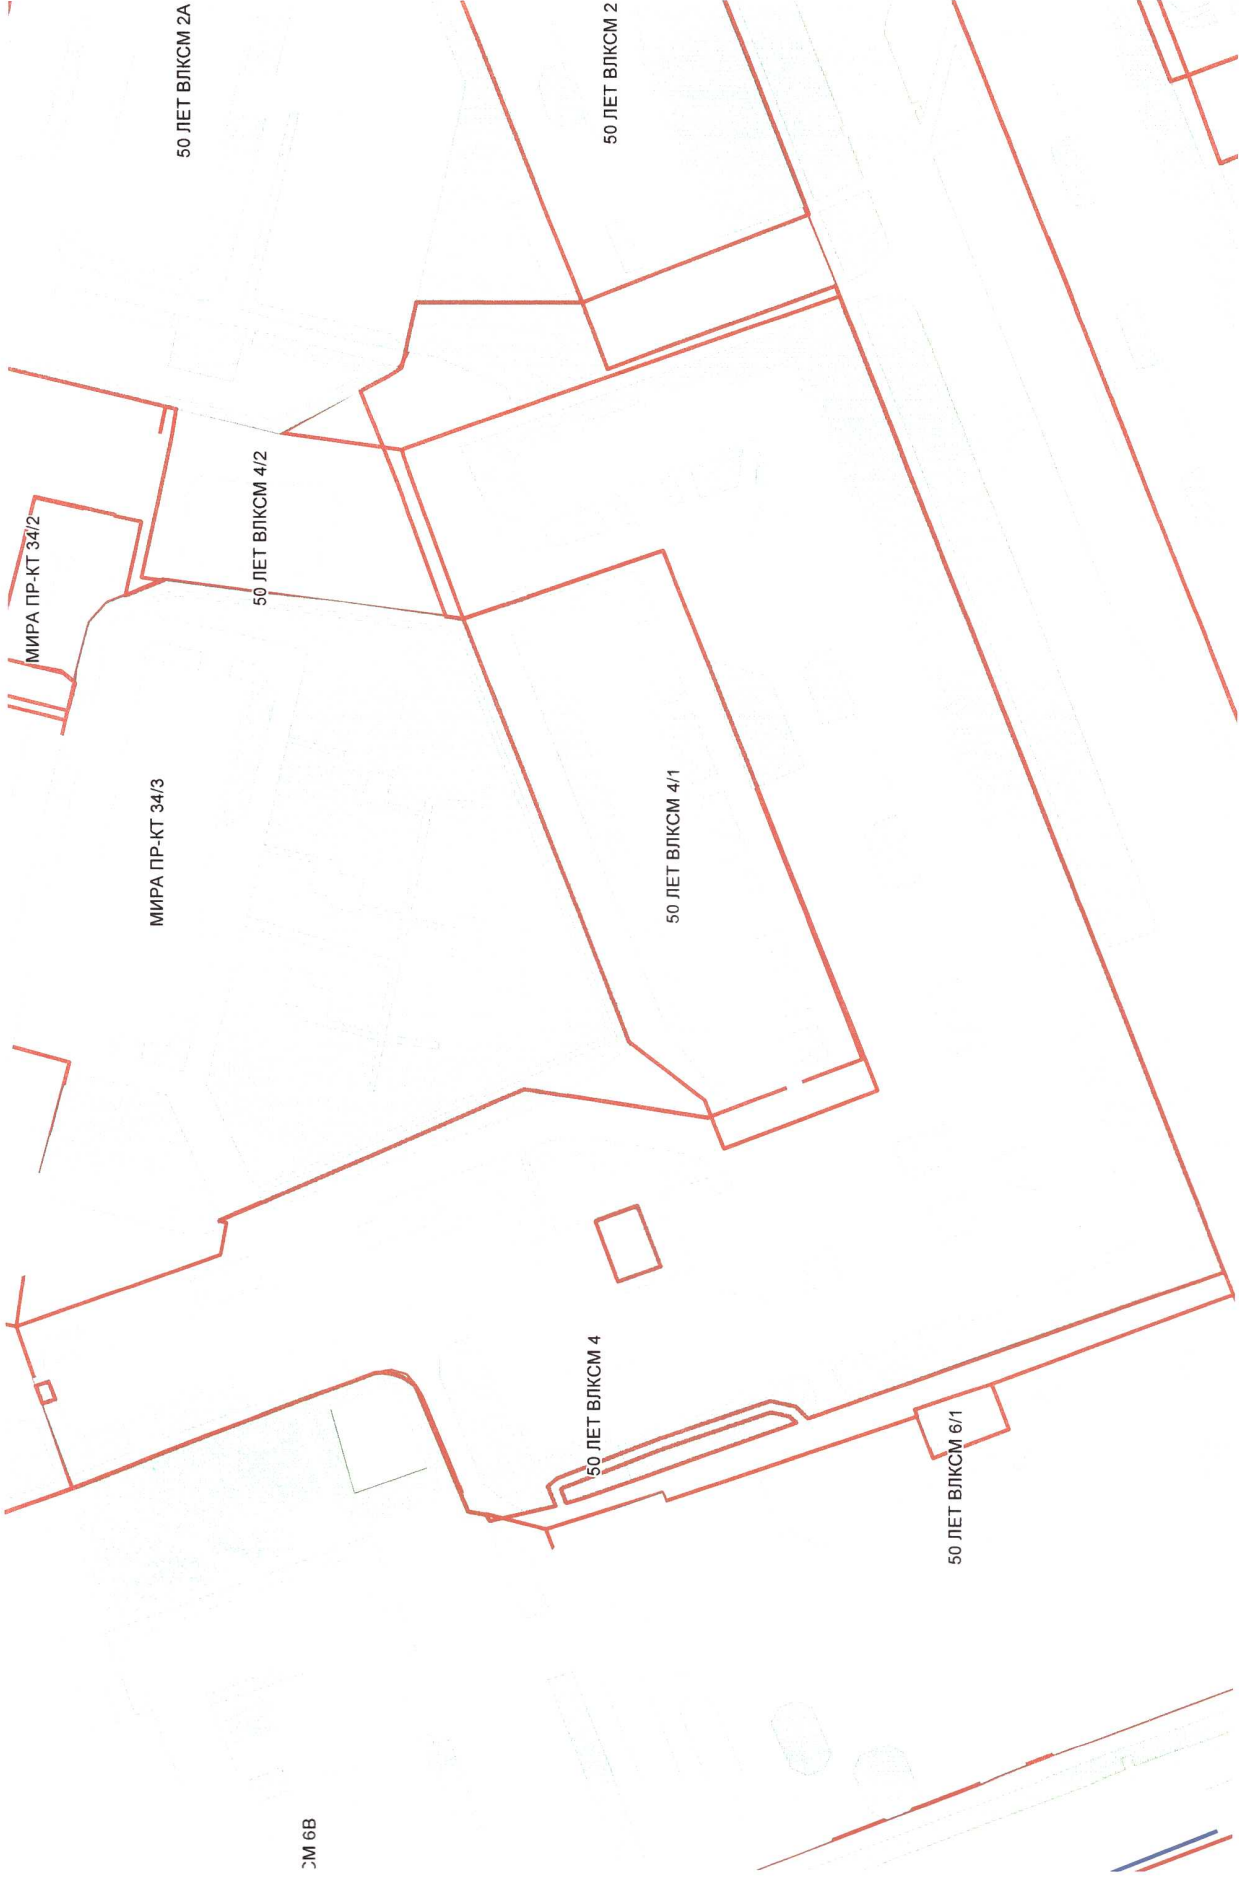 50 ЛЕТ ВЛКСМ 2А
50 ЛЕТ ВЛКСМ 2
МИРА ПР-КТ 34/2
50 ЛЕТ ВЛКСМ 4/2
МИРА ПР-КТ 34/3
50 ЛЕТ ВЛКСМ 4/1
50 ЛЕТ ВЛКСМ 4
50 ЛЕТ ВЛКСМ 6/1
СМ 6В